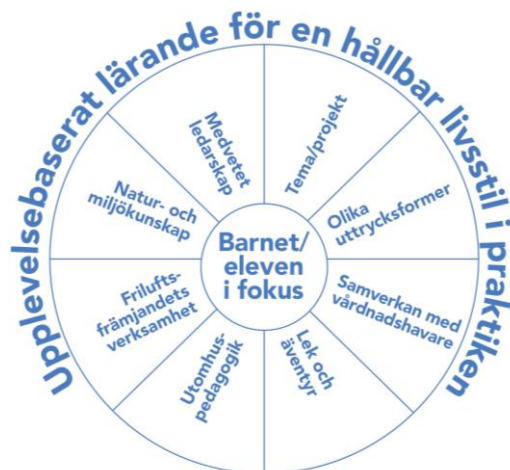 Upplevelsebaserat lärande för en hållbar livsstil i praktiken
Medvetet
ledarskap
Tema/projekt
Olika
uttrycksformer
Samverkan med
vårdnadshavare
Lek och
äventyr
Utomhus-
pedagogik
Frilufts-
främjandets
verksamhet
Natur- och
miljökunskap
Barnet/
eleven
i fokus